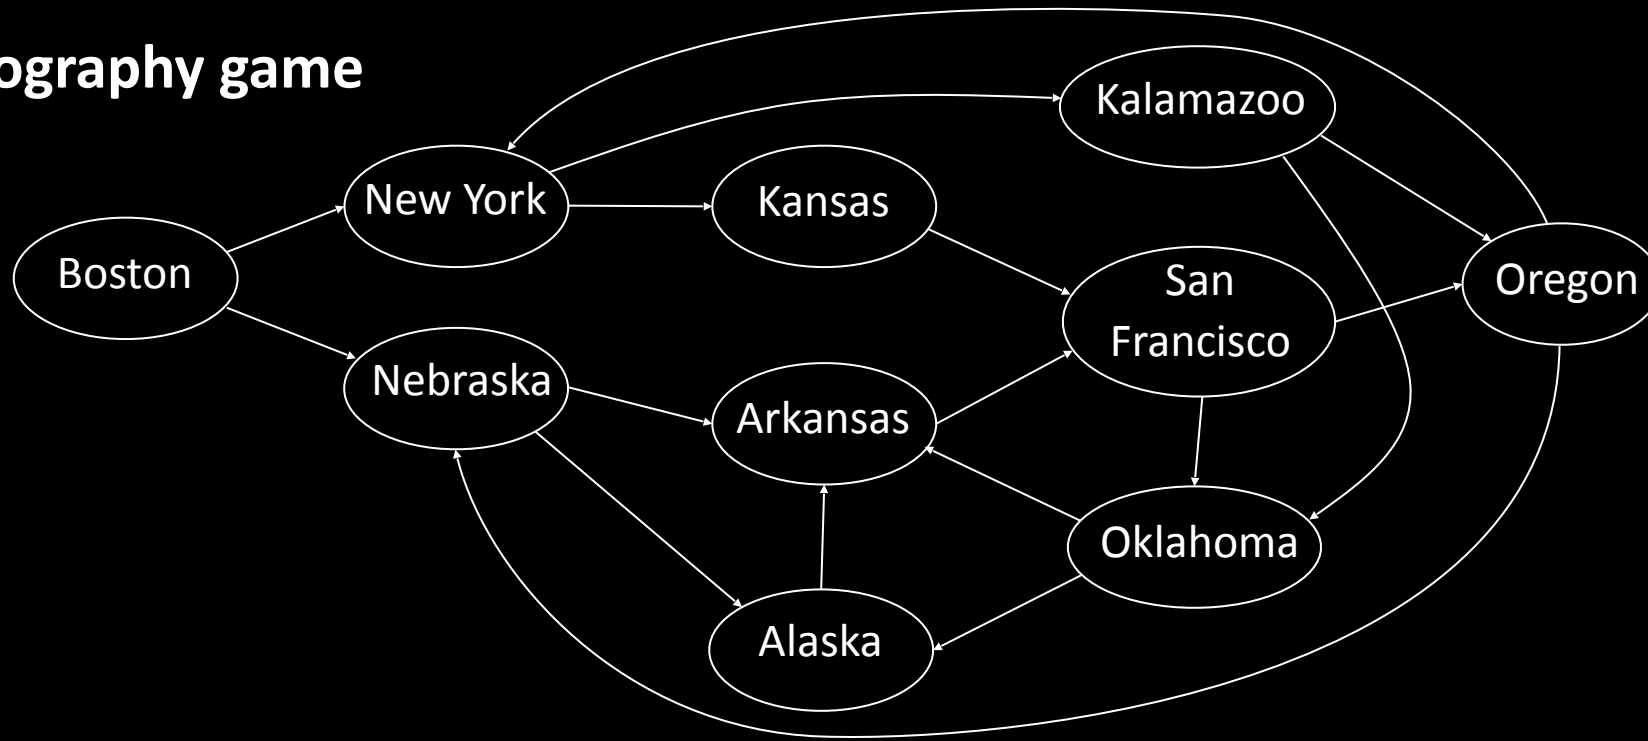 ography game
Kalamazoo
New York
Kansas
Boston
San
Francisco
Oregon
Nebraska
Arkansas
Oklahoma
Alaska